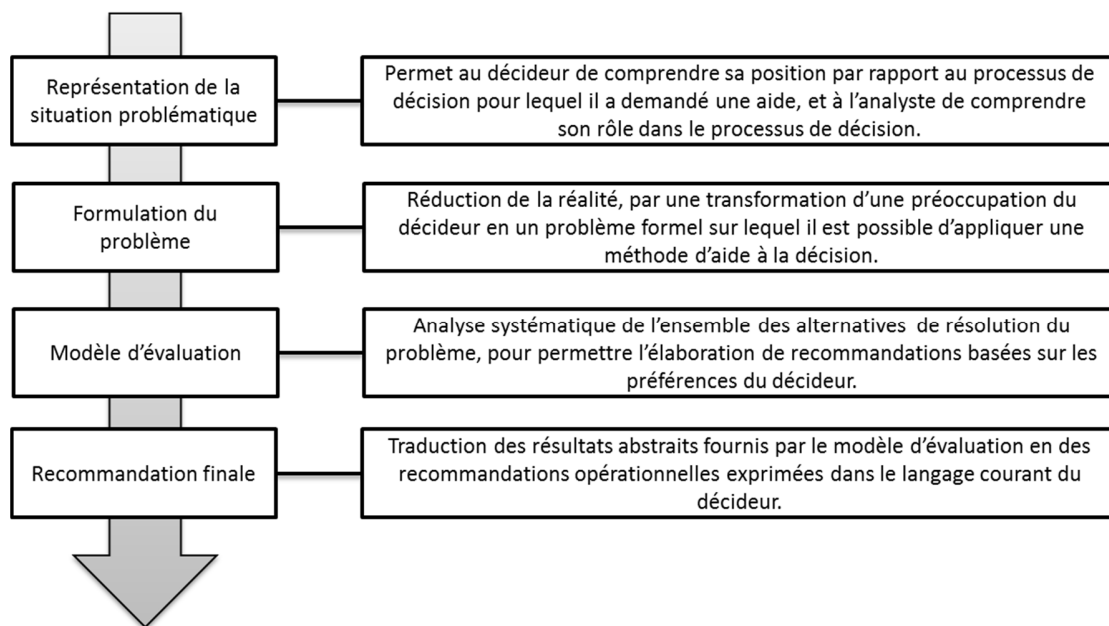 Représentation de la
situation problématique
Permet au décideur de comprendre sa position par rapport au processus de
décision pour lequel il a demandé une aide, et à l’analyste de comprendre
son rôle dans le processus de décision.
Formulation du
problème
Réduction de la réalité, par une transformation d’une préoccupation du
décideur en un problème formel sur lequel il est possible d’appliquer une
méthode d’aide à la décision.
Modèle d’évaluation
Analyse systématique de l’ensemble des alternatives de résolution du
problème, pour permettre l’élaboration de recommandations basées sur les
préférences du décideur.
Recommandation finale
Traduction des résultats abstraits fournis par le modèle d’évaluation en des
recommandations opérationnelles exprimées dans le langage courant du
décideur.